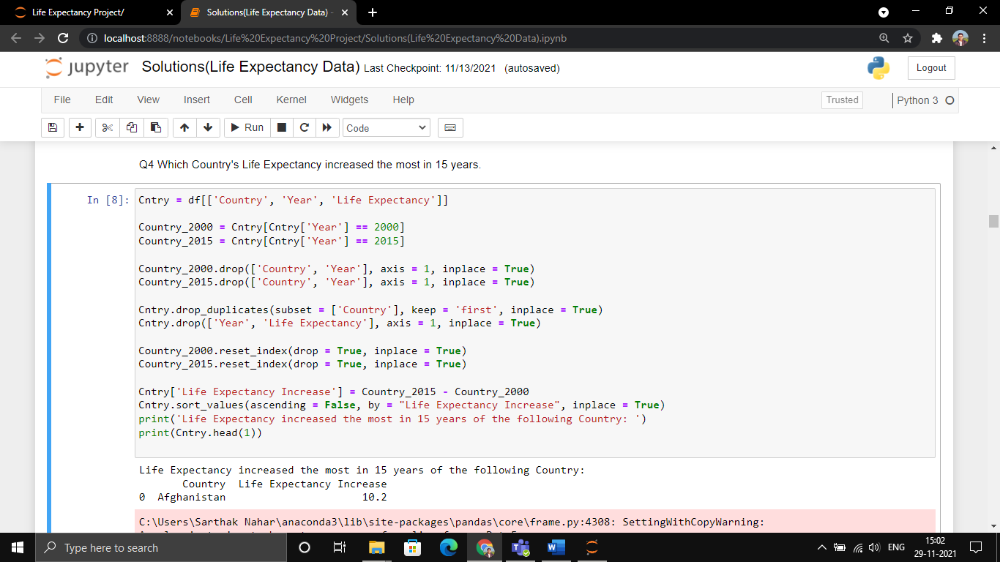 Life Expectancy Project/
Solutions(Life Expectancy Data) -
localhost:8888/notebooks/Life%20Expectancy%20Project/Solutions(Life%20Expectancy%20Data).ipynb
jupyter Solutions(Life Expectancy Data) Last Checkpoint: 11/13/2021 (autosaved)
Logout
File Edit View Insert Cell Kernel Widgets Help
Trusted
Python 3
Run
Code
Q4 Which Country's Life Expectancy increased the most in 15 years.
In [8]: Cntry = df[['Country', 'Year', 'Life Expectancy']]
Country_2000 = Cntry[Cntry['Year'] == 2000]
Country_2015 = Cntry[Cntry['Year'] == 2015]
Country_2000.drop(['Country', 'Year'], axis = 1, inplace = True)
Country_2015.drop(['Country', 'Year'], axis = 1, inplace = True)
Cntry.drop_duplicates(subset = ['Country'], keep = 'first', inplace = True)
Cntry.drop(['Year', 'Life Expectancy'], axis = 1, inplace = True)
Country_2000.reset_index(drop = True, inplace = True)
Country_2015.reset_index(drop = True, inplace = True)
Cntry['Life Expectancy Increase'] = Country_2015 - Country_2000
Cntry.sort_values(ascending = False, by = "Life Expectancy Increase", inplace = True)
print('Life Expectancy increased the most in 15 years of the following Country: ')
print(Cntry.head(1))
Life Expectancy increased the most in 15 years of the following Country:
Country Life Expectancy Increase
0 Afghanistan 10.2
C:\Users\Sarthak Nahar\anaconda3\lib\site-packages\pandas\core\frame.py:4308: SettingWithCopyWarning:
Type here to search
ENG
15:02
29-11-2021